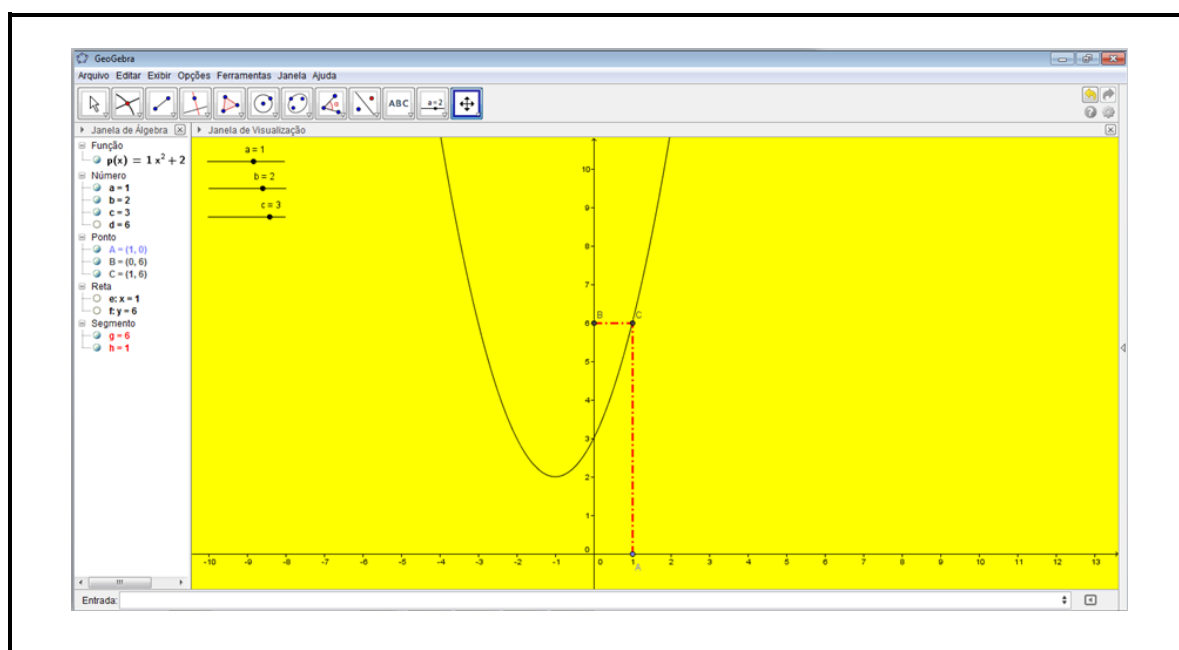 GeoGebra
Arquivo Editar Exibir Opções Ferramentas Janela Ajuda
ABC a=2
Janela de Álgebra Janela de Visualização
Função
p(x) = 1 x² + 2
Número
a = 1
b = 2
c = 3
d = 6
Ponto
A = (1, 0)
B = (0, 6)
C = (1, 6)
Reta
e: x = 1
f: y = 6
Segmento
g = 6
h = 1
a = 1
b = 2
c = 3
10
9
8
7
6
5
4
3
2
1
0
B C
-10 -9 -8 -7 -6 -5 -4 -3 -2 -1 0 1 2 3 4 5 6 7 8 9 10 11 12 13
A
Entrada: